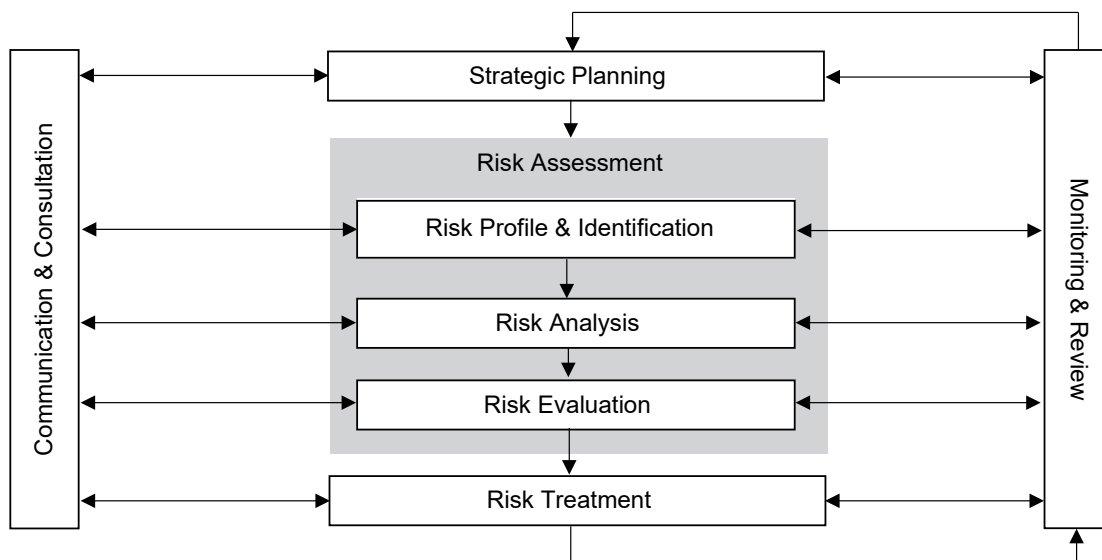 Strategic Planning
Risk Assessment
Risk Profile & Identification
Risk Analysis
Risk Evaluation
Risk Treatment
Communication & Consultation
Monitoring & Review